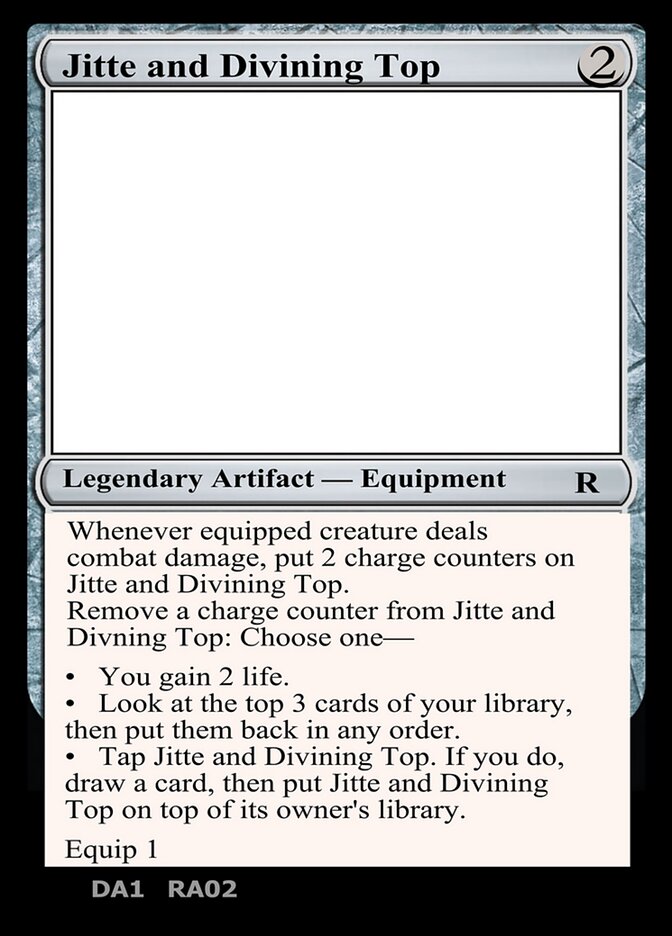 Jitte and Divining Top 2
Legendary Artifact — Equipment R
Whenever equipped creature deals
combat damage, put 2 charge counters on
Jitte and Divining Top.
Remove a charge counter from Jitte and
Divning Top: Choose one—
• You gain 2 life.
• Look at the top 3 cards of your library,
then put them back in any order.
• Tap Jitte and Divining Top. If you do,
draw a card, then put Jitte and Divining
Top on top of its owner's library.
Equip 1
DA1 RA02